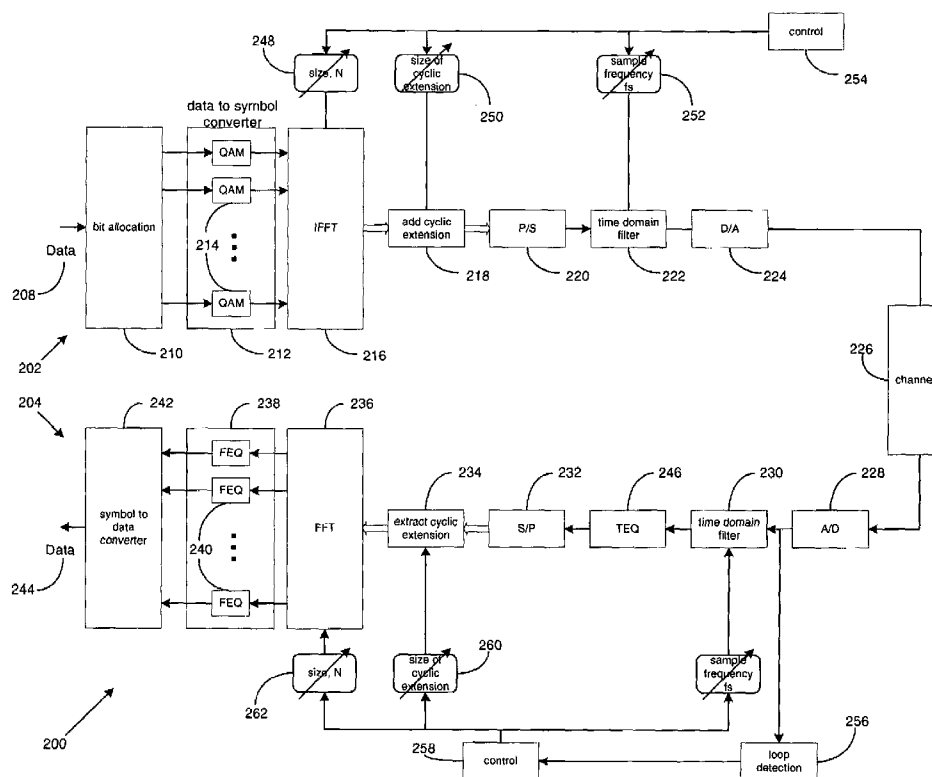 control
254
248
size, N
size of
cyclic
extension
250
sample
frequency
fs
252
data to symbol
converter
QAM
QAM
214
QAM
bit allocation
IFFT
add cyclic
extension
P/S
time domain
filter
D/A
Data
208
218
220
222
224
210
212
216
202
226
channel
204
242
238
236
234
232
246
230
228
FEQ
FEQ
240
FEQ
symbol to
data
converter
FFT
extract cyclic
extension
S/P
TEQ
time domain
filter
A/D
Data
244
size, N
262
size of
cyclic
extension
260
sample
frequency
fs
200
258
control
256
loop
detection